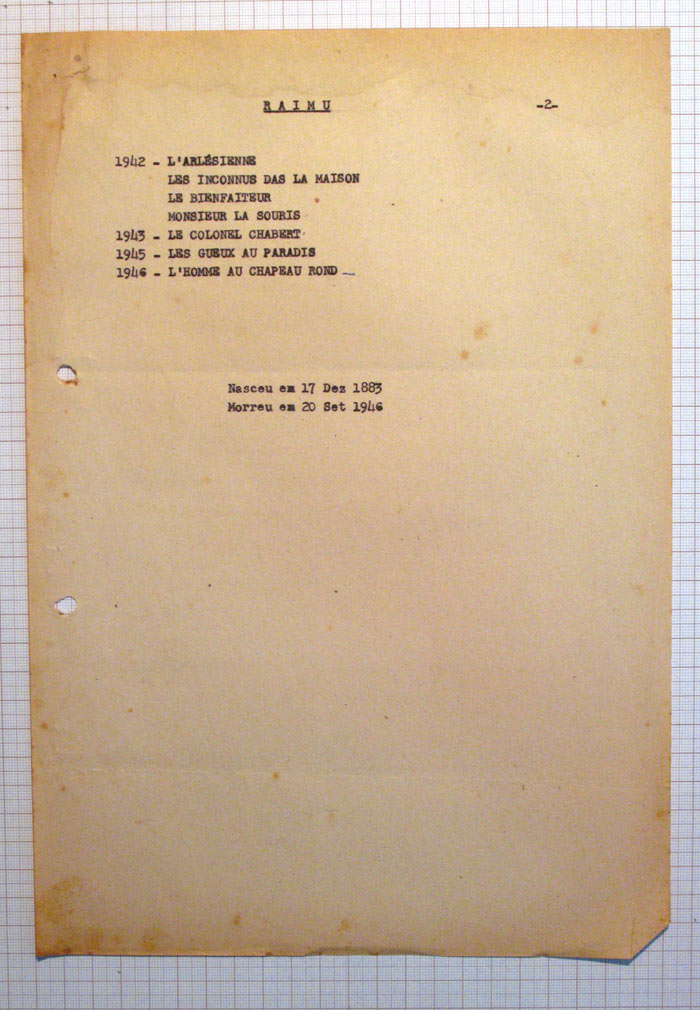 RAIMU -2-
1942 - L'ARLÉSIENNE
LES INCONNUS DAS LA MAISON
LE BIENFAITEUR
MONSIEUR LA SOURIS
1943 - LE COLONEL CHABERT
1945 - LES GUEUX AU PARADIS
1946 - L'HOMME AU CHAPEAU ROND
Nasceu em 17 Dez 1883
Morreu em 20 Set 1946